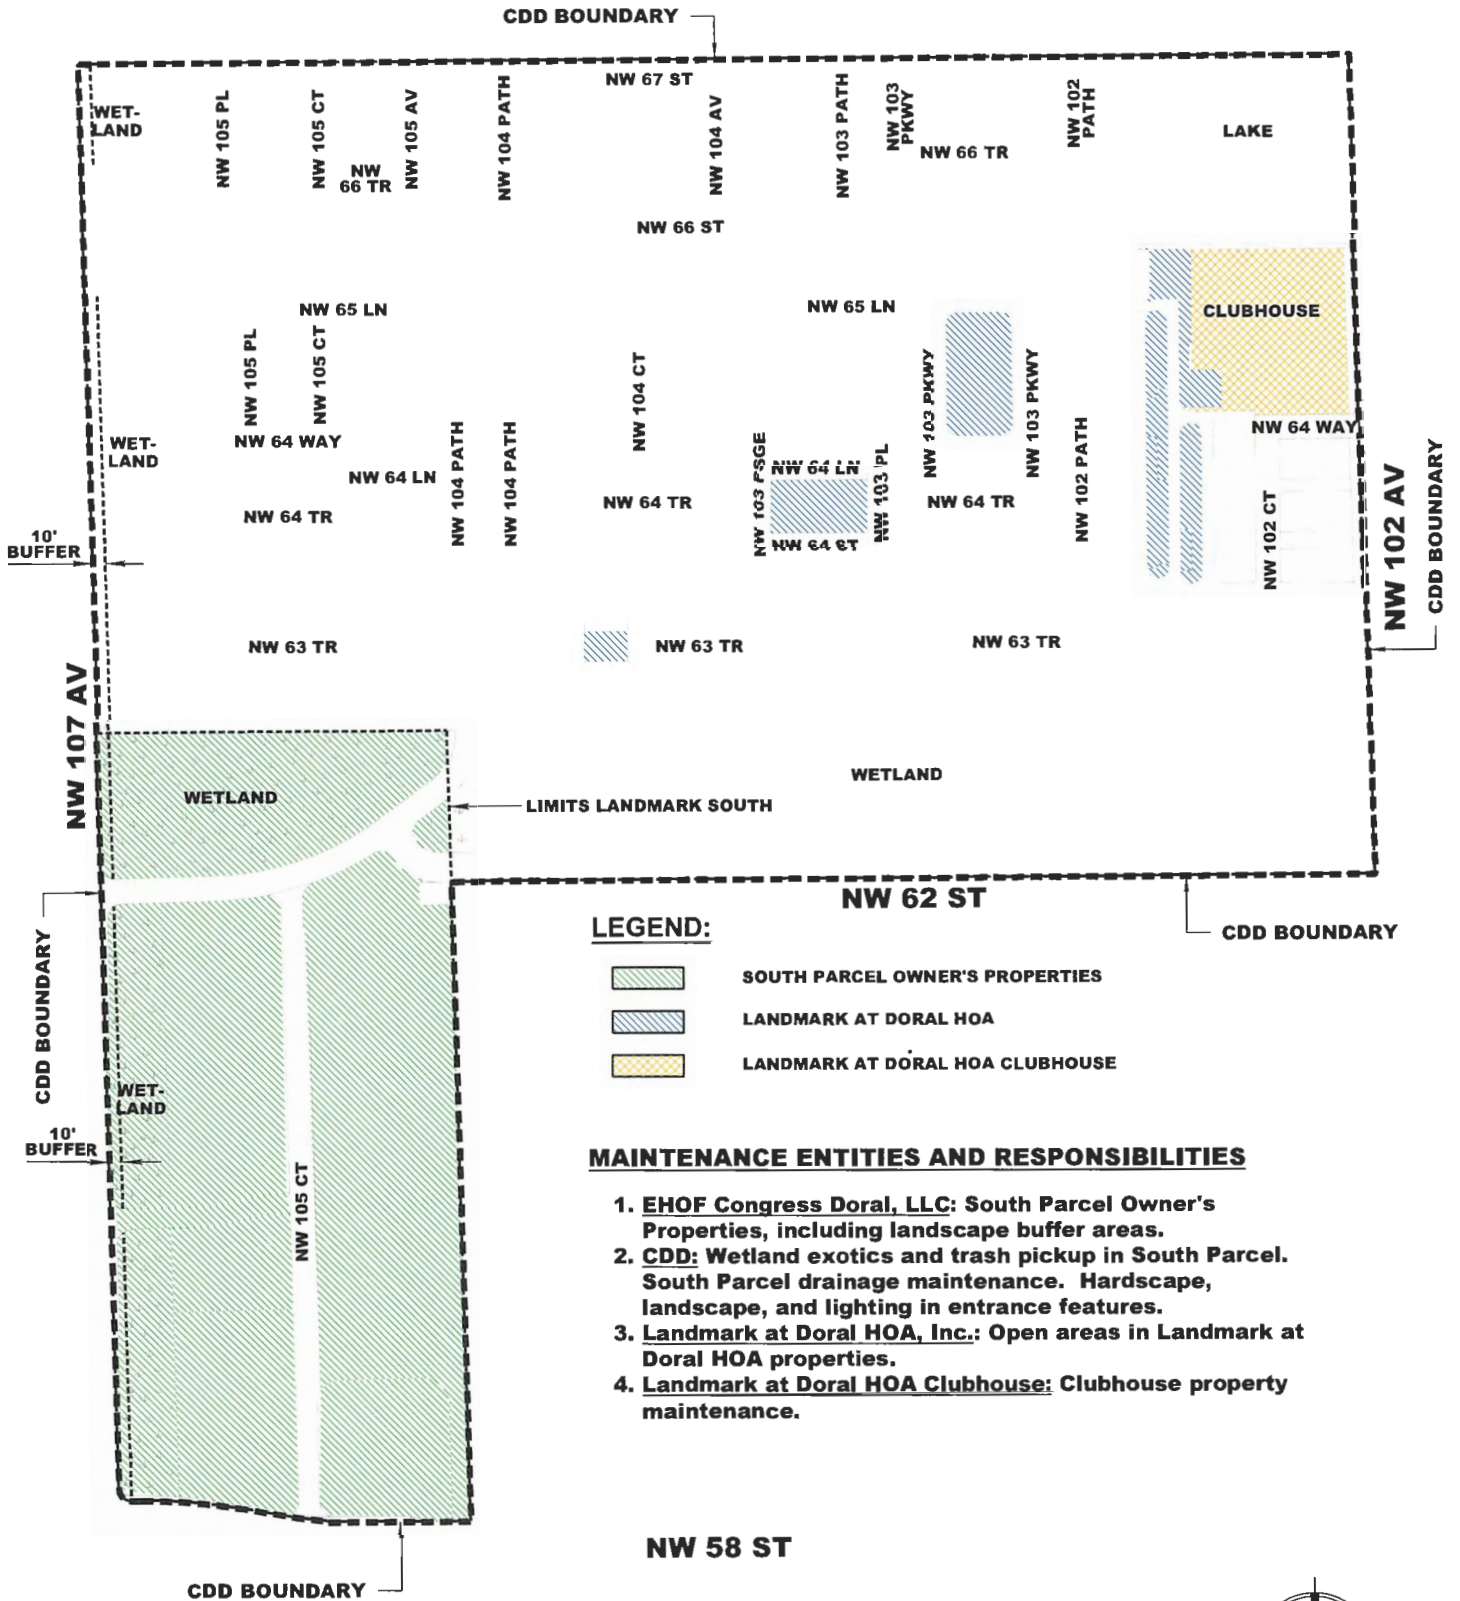 CDD BOUNDARY
NW 67 ST
WET-
LAND
NW 105 PL
NW 105 CT
NW
66 TR
NW 105 AV
NW 104 PATH
NW 104 AV
NW 103 PATH
NW 103
PKWY
NW 66 TR
NW 102
PATH
LAKE
NW 66 ST
NW 65 LN
NW 65 LN
CLUBHOUSE
NW 105 PL
NW 105 CT
NW 104 CT
NW 103 PKWY
NW 103 PKWY
NW 64 WAY
NW 64 WAY
WET-
LAND
NW 64 LN
NW 104 PATH
NW 104 PATH
NW 103 PSGE
NW 64 LN
NW 103 PL
NW 102 PATH
NW 64 TR
NW 64 TR
NW 64 TR
NW 64 ST
NW 102 CT
NW 102 AV
CDD BOUNDARY
10'
BUFFER
NW 63 TR
NW 63 TR
NW 63 TR
NW 107 AV
WETLAND
WETLAND
LIMITS LANDMARK SOUTH
NW 62 ST
CDD BOUNDARY
CDD BOUNDARY
LEGEND:
SOUTH PARCEL OWNER'S PROPERTIES
LANDMARK AT DORAL HOA
LANDMARK AT DORAL HOA CLUBHOUSE
WET-
LAND
10'
BUFFER
NW 105 CT
MAINTENANCE ENTITIES AND RESPONSIBILITIES
1. EHOF Congress Doral, LLC: South Parcel Owner's
Properties, including landscape buffer areas.
2. CDD: Wetland exotics and trash pickup in South Parcel.
South Parcel drainage maintenance. Hardscape,
landscape, and lighting in entrance features.
3. Landmark at Doral HOA, Inc.: Open areas in Landmark at
Doral HOA properties.
4. Landmark at Doral HOA Clubhouse: Clubhouse property
maintenance.
NW 58 ST
CDD BOUNDARY